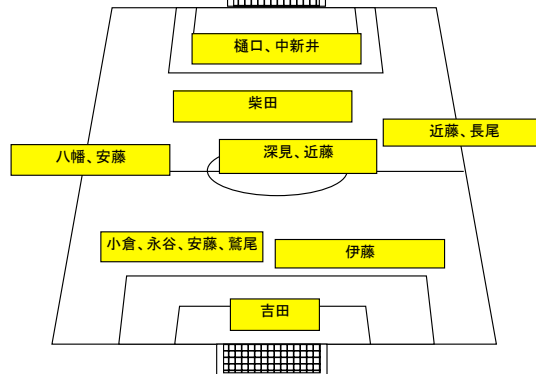 樋口、中新井
柴田
近藤、長尾
八幡、安藤
深見、近藤
小倉、永谷、安藤、鷲尾
伊藤
吉田